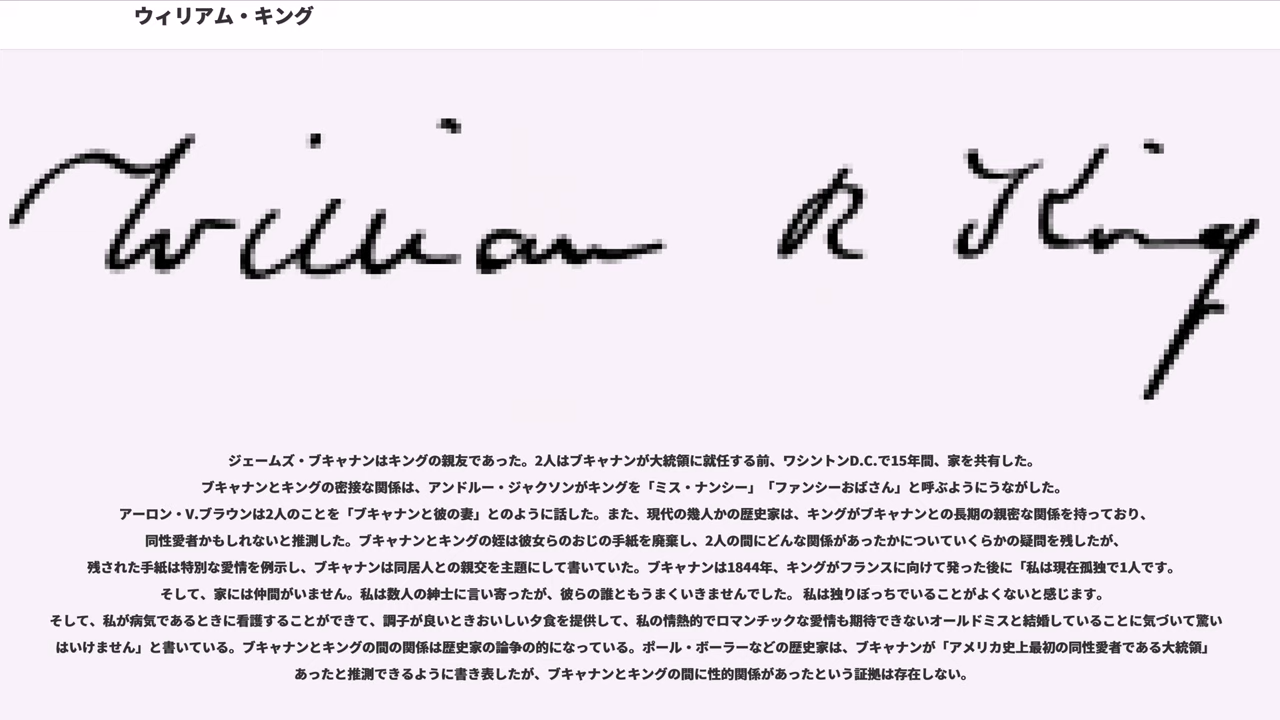 ウィリアム・キング
William R King
ジェームズ・ブキャナンはキングの親友であった。2人はブキャナンが大統領に就任する前、ワシントンD.C.で15年間、家を共有した。
ブキャナンとキングの密接な関係は、アンドルー・ジャクソンがキングを「ミス・ナンシー」「ファンシーおばさん」と呼ぶようにうながした。
アーロン・V.ブラウンは2人のことを「ブキャナンと彼の妻」とのように話した。また、現代の幾人かの歴史家は、キングがブキャナンとの長期の親密な関係を持っており、
同性愛者かもしれないと推測した。ブキャナンとキングの姪は彼女らのおじの手紙を廃棄し、2人の間にどんな関係があったかについていくらかの疑問を残したが、
残された手紙は特別な愛情を例示し、ブキャナンは同居人との親交を主題にして書いていた。ブキャナンは1844年、キングがフランスに向けて発った後に「私は現在孤独で1人です。
そして、家には仲間がいません。私は数人の紳士に言い寄ったが、彼らの誰ともうまくいきませんでした。 私は独りぼっちでいることがよくないと感じます。
そして、私が病気であるときに看護することができて、調子が良いときおいしい夕食を提供して、私の情熱的でロマンチックな愛情も期待できないオールドミスと結婚していることに気づいて驚い
はいけません」と書いている。ブキャナンとキングの間の関係は歴史家の論争の的になっている。ポール・ボーラーなどの歴史家は、ブキャナンが「アメリカ史上最初の同性愛者である大統領」
あったと推測できるように書き表したが、ブキャナンとキングの間に性的関係があったという証拠は存在しない。